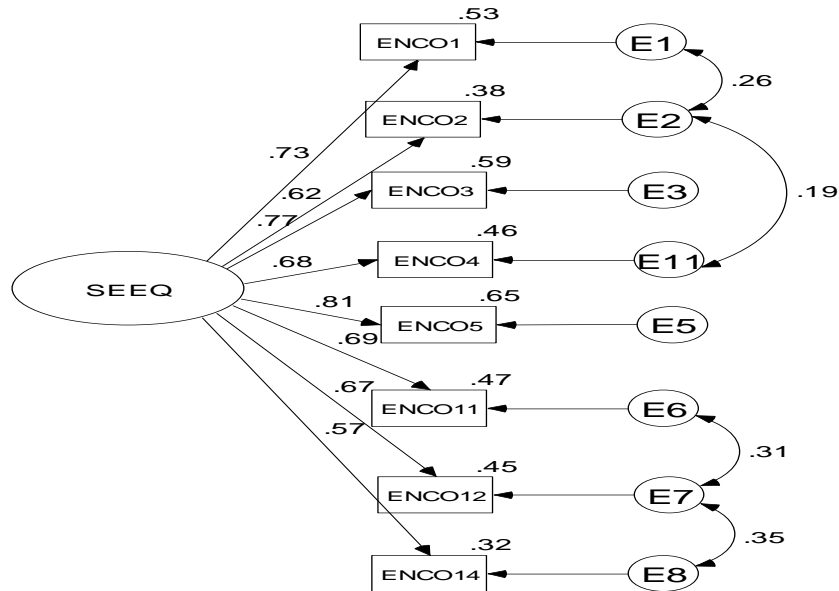 .53
ENCO1
E1
.26
.38
ENCO2
E2
.73
.59
.62
ENCO3
E3
.19
.77
.46
ENCO4
E11
.68
SEEQ
.65
.81
ENCO5
E5
.69
.47
.67
ENCO11
E6
.57
.31
.45
ENCO12
E7
.35
.32
ENCO14
E8